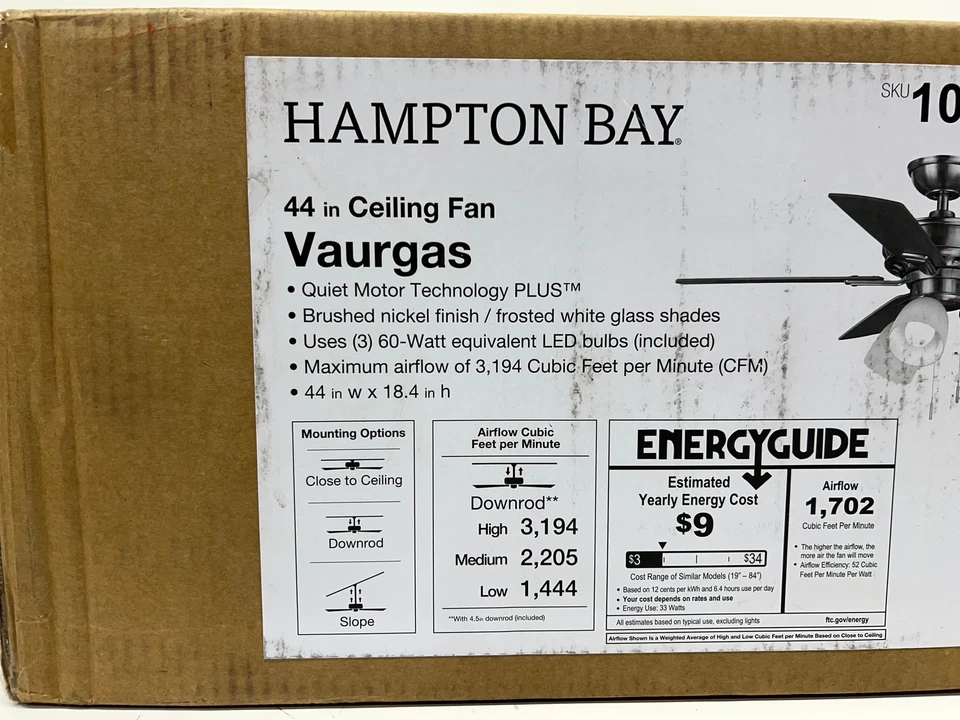 HAMPTON BAY®
SKU 10
44 in Ceiling Fan
Vaurgas
• Quiet Motor Technology PLUS™
• Brushed nickel finish / frosted white glass shades
• Uses (3) 60-Watt equivalent LED bulbs (included)
• Maximum airflow of 3,194 Cubic Feet per Minute (CFM)
• 44 in w x 18.4 in h
Mounting Options
Close to Ceiling
Downrod
Slope
Airflow Cubic
Feet per Minute
Downrod**
High 3,194
Medium 2,205
Low 1,444
**With 4.5in downrod (included)
ENERGYGUIDE
Estimated
Yearly Energy Cost
$9
$3 $34
Cost Range of Similar Models (19" – 84")
• Based on 12 cents per kWh and 6.4 hours use per day
• Your cost depends on rates and use
• Energy Use: 33 Watts
Airflow
1,702
Cubic Feet Per Minute
• The higher the airflow, the
more air the fan will move
• Airflow Efficiency: 52 Cubic
Feet Per Minute Per Watt
All estimates based on typical use, excluding lights ftc.gov/energy
Airflow Shown Is a Weighted Average of High and Low Cubic Feet per Minute Based on Close to Ceiling